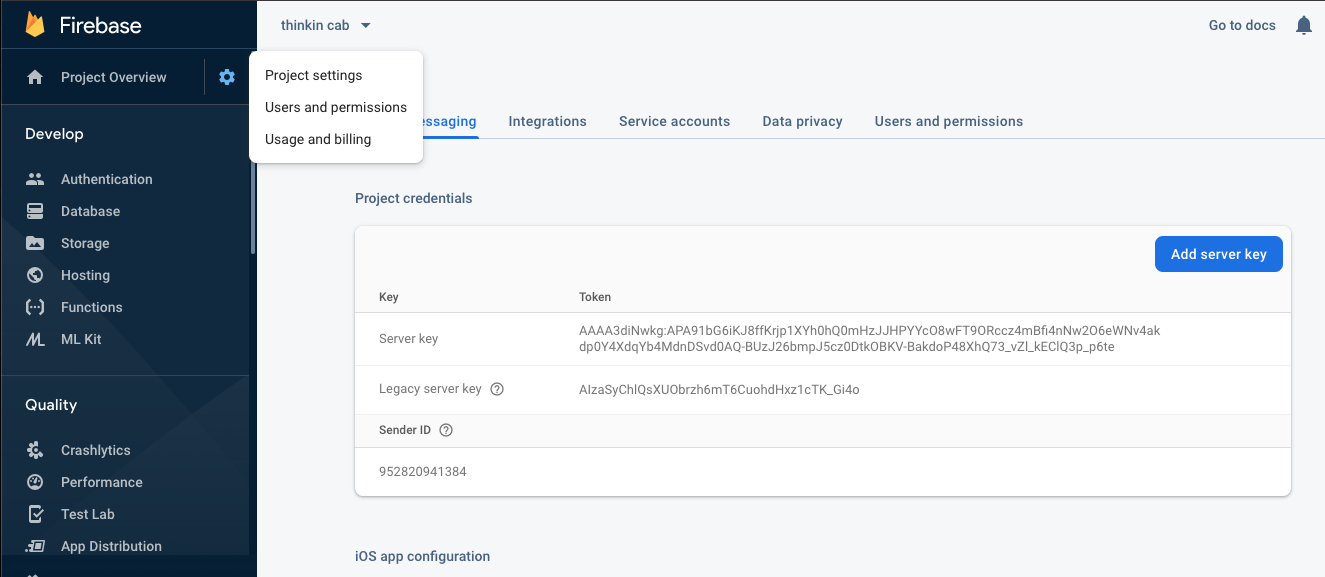 Firebase
thinkin cab
Go to docs
Project Overview
Project settings
Users and permissions
Usage and billing
essaging
Integrations
Service accounts
Data privacy
Users and permissions
Develop
Authentication
Database
Storage
Hosting
Functions
ML Kit
Quality
Crashlytics
Performance
Test Lab
App Distribution
Project credentials
Add server key
Key Token
Server key
AAAA3diNwkg:APA91bG6iKJ8ffKrjp1XYh0hQ0mHzJJHPYYcO8wFT9ORccz4mBfi4nNw2O6eWNv4ak
dp0Y4XdqYb4MdnDSvd0AQ-BUzJ26bmpJ5cz0DtkOBKV-BakdoP48XhQ73_vZl_kEClQ3p_p6te
Legacy server key
AIzaSyChlQsXUObrzh6mT6CuohdHxz1cTK_Gi4o
Sender ID
952820941384
iOS app configuration